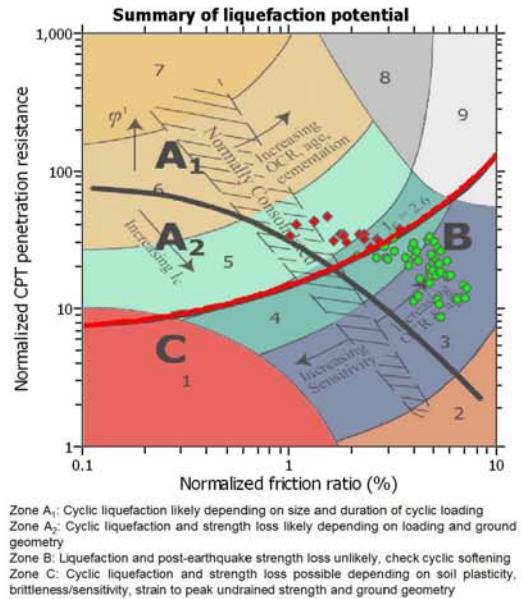 Summary of liquefaction potential
Normalized CPT penetration resistance
1,000
100
10
1
0.1
1
10
Normalized friction ratio (%)
7
8
9
φ'
A1
Normally Consolidated
Increasing
OCR, age,
cementation
6
A2
Increasing Ic
5
Ic = 2.6
B
4
C
1
Increasing
Sensitivity
Increasing
OCR,
3
2
Zone A1: Cyclic liquefaction likely depending on size and duration of cyclic loading
Zone A2: Cyclic liquefaction and strength loss likely depending on loading and ground
geometry
Zone B: Liquefaction and post-earthquake strength loss unlikely, check cyclic softening
Zone C: Cyclic liquefaction and strength loss possible depending on soil plasticity,
brittleness/sensitivity, strain to peak undrained strength and ground geometry